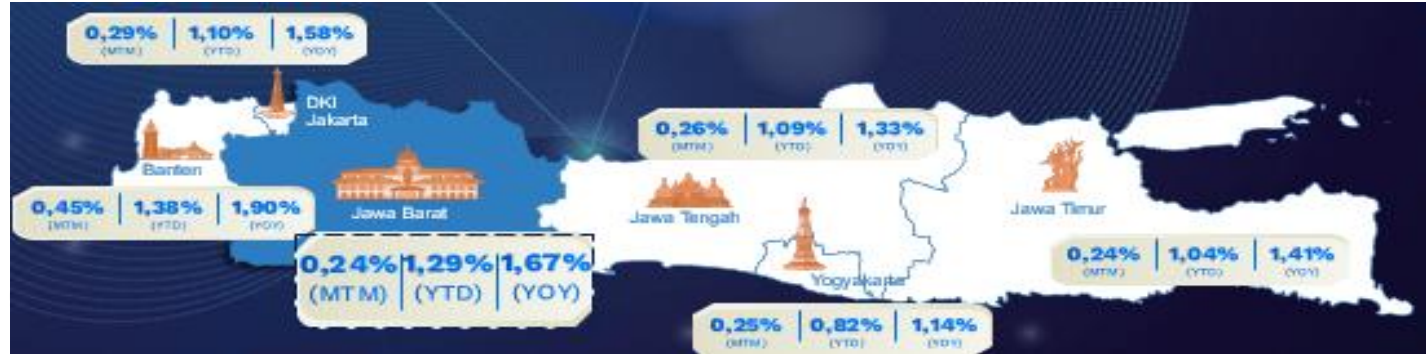 0,29% 1,10% 1,58%
(MTM) (YTD) (YOY)
DKI
Jakarta
Banten
0,45% 1,38% 1,90%
(MTM) (YTD) (YOY)
Jawa Barat
0,24% 1,29% 1,67%
(MTM) (YTD) (YOY)
0,26% 1,09% 1,33%
(MTM) (YTD) (YOY)
Jawa Tengah
Yogyakarta
0,25% 0,82% 1,14%
(MTM) (YTD) (YOY)
Jawa Timur
0,24% 1,04% 1,41%
(MTM) (YTD) (YOY)